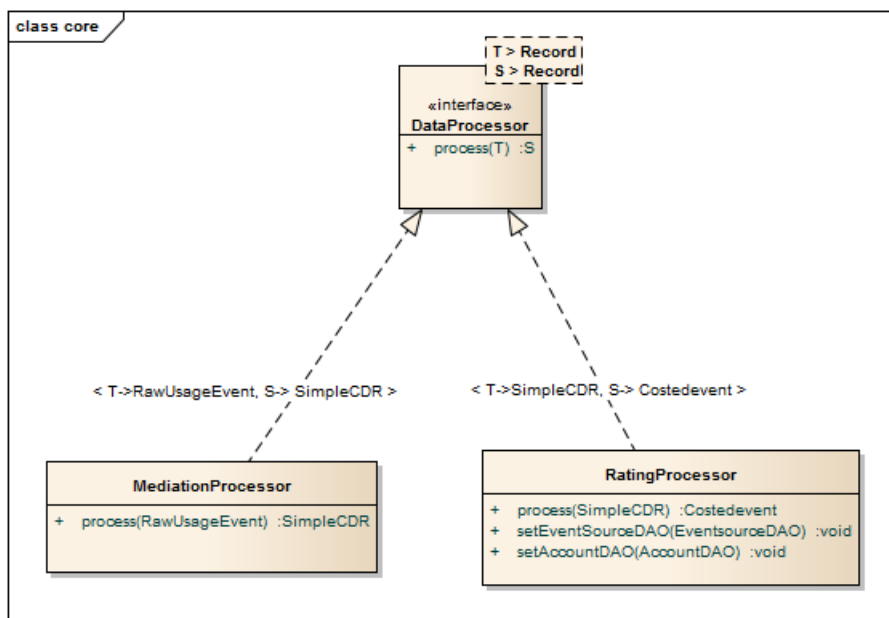 class core
T > Record
S > Record
«interface»
DataProcessor
+ process(T) :S
< T->RawUsageEvent, S-> SimpleCDR >
< T->SimpleCDR, S-> Costedevent >
MediationProcessor
+ process(RawUsageEvent) :SimpleCDR
RatingProcessor
+ process(SimpleCDR) :Costedevent
+ setEventSourceDAO(EventsourceDAO) :void
+ setAccountDAO(AccountDAO) :void